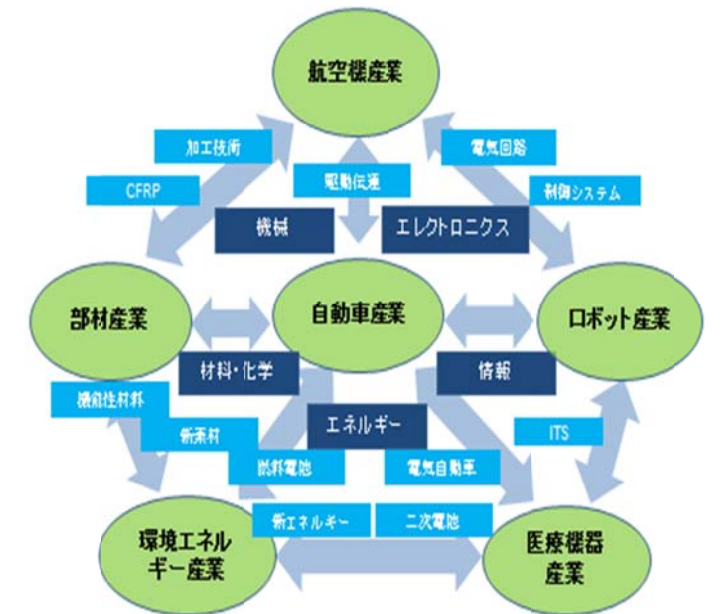 航空機産業
加工技術
電気回路
CFRP
駆動伝達
制御システム
機械
エレクトロニクス
部材産業
自動車産業
ロボット産業
材料・化学
情報
機能性材料
エネルギー
新素材
ITS
燃料電池
電気自動車
新エネルギー
二次電池
環境エネル
ギー産業
医療機器
産業